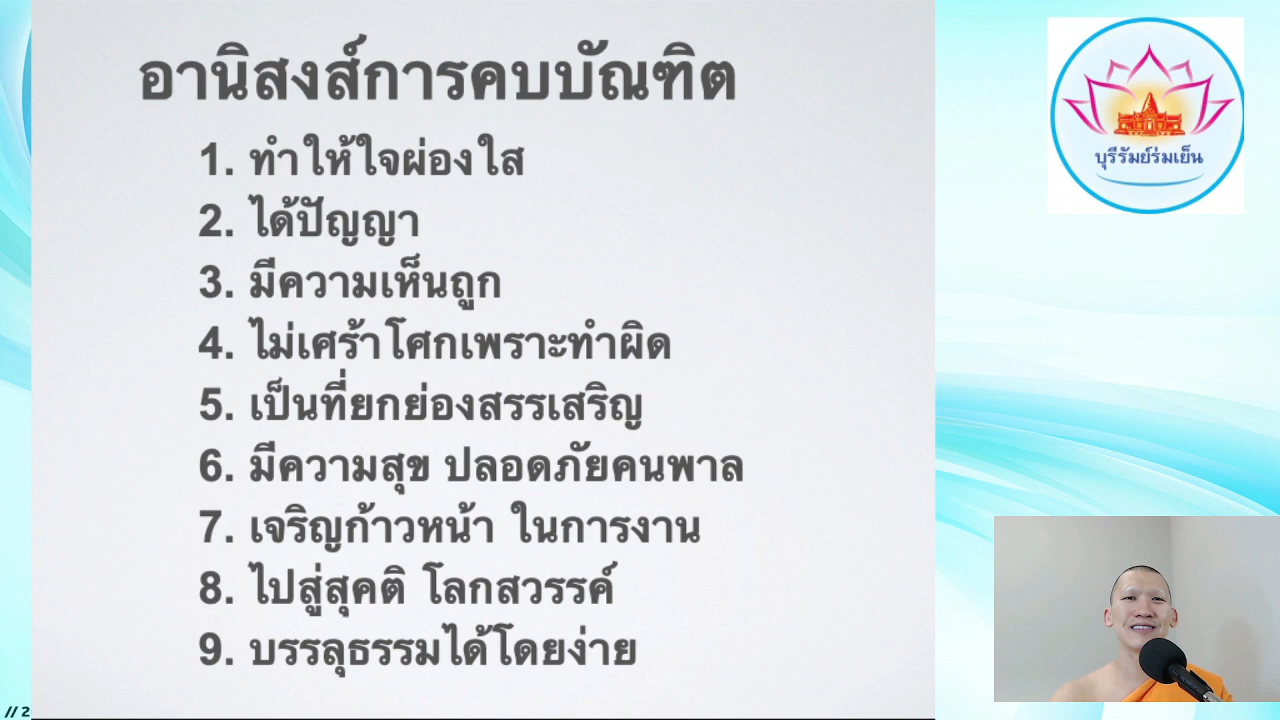 อานิสงส์การคบบัณฑิต
1. ทำให้ใจผ่องใส
2. ได้ปัญญา
3. มีความเห็นถูก
4. ไม่เศร้าโศกเพราะทำผิด
5. เป็นที่ยกย่องสรรเสริญ
6. มีความสุข ปลอดภัยคนพาล
7. เจริญก้าวหน้า ในการงาน
8. ไปสู่สุคติ โลกสวรรค์
9. บรรลุธรรมได้โดยง่าย
บุรีรัมย์ร่มเย็น
// 2